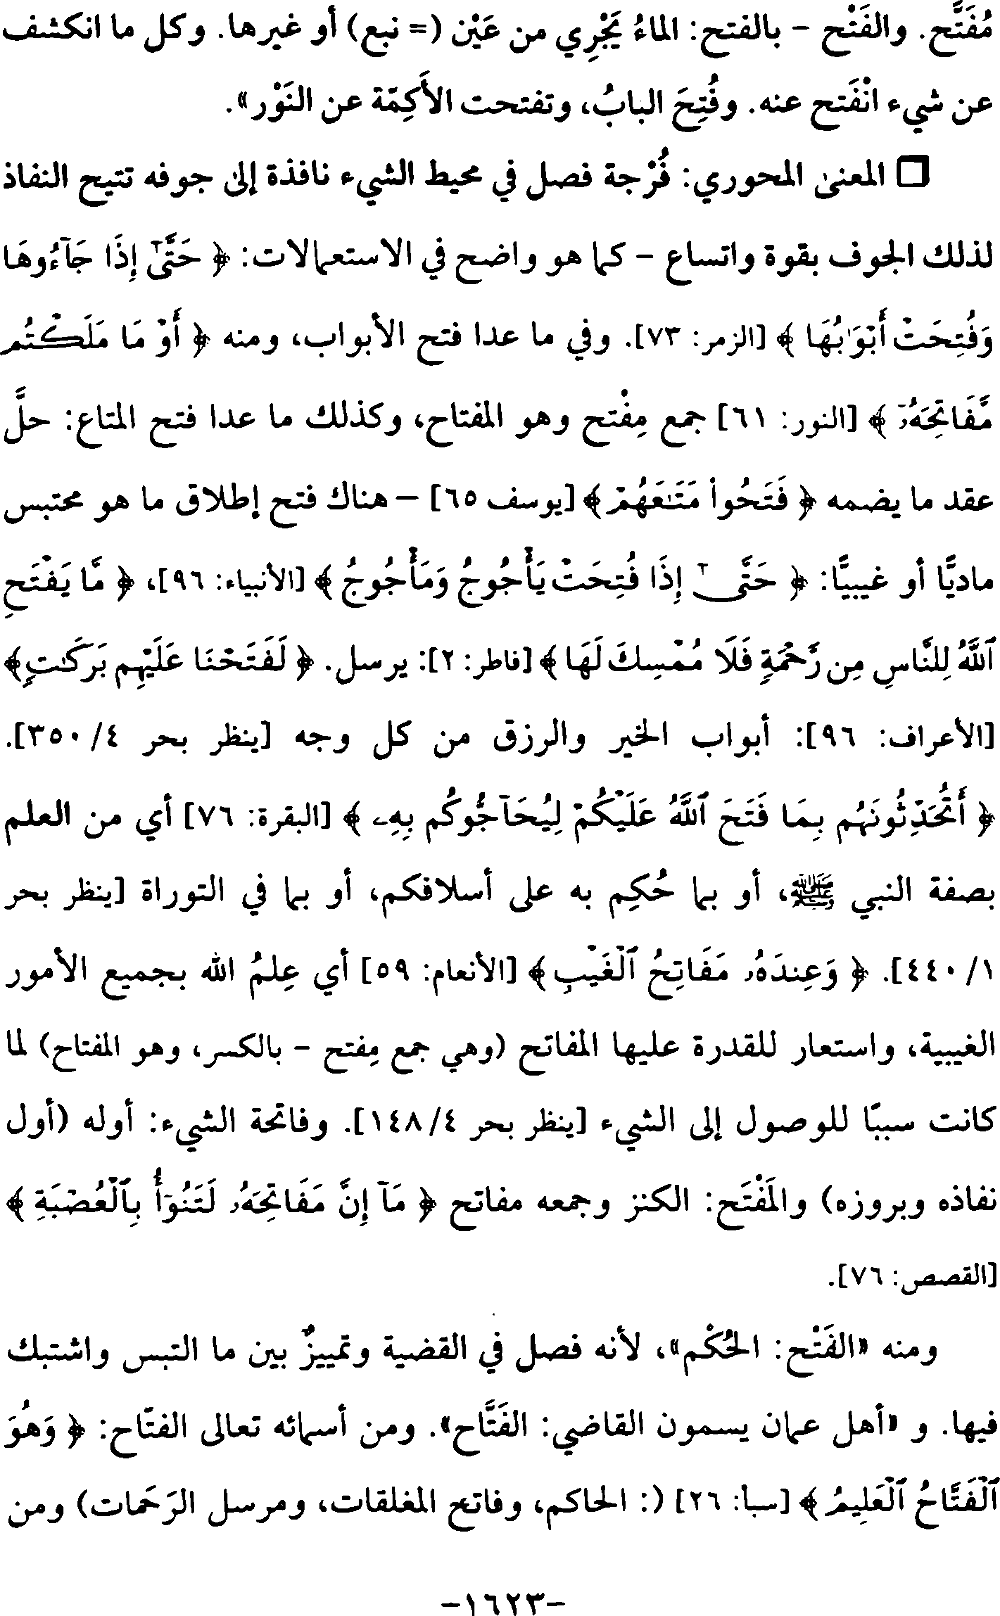 مُفَتَّح. والفَتْح - بالفتح: الماءُ يَجْرِي من عَيْن (= نبع) أو غيرها. وكل ما انكشف
عن شيء انْفَتح عنه. وفُتِحَ البابُ، وتفتحت الأَكِمّة عن النَوْر».
❒ المعنى المحوري: فُرْجة فصل في محيط الشيء نافذة إلى جوفه تتيح النفاذ
لذلك الجوف بقوة واتساع - كما هو واضح في الاستعمالات: ﴿ حَتَّىٰٓ إِذَا جَآءُوهَا
وَفُتِحَتْ أَبْوَٰبُهَا ﴾ [الزمر: ٧٣]. وفي ما عدا فتح الأبواب، ومنه ﴿ أَوْ مَا مَلَكْتُم
مَّفَاتِحَهُۥٓ ﴾ [النور: ٦١] جمع مِفْتح وهو المفتاح، وكذلك ما عدا فتح المتاع: حلَّ
عقد ما يضمه ﴿ فَتَحُوا۟ مَتَـٰعَهُمْ ﴾ [يوسف ٦٥] – هناك فتح إطلاق ما هو محتبس
ماديًّا أو غيبيًّا: ﴿ حَتَّىٰٓ إِذَا فُتِحَتْ يَأْجُوجُ وَمَأْجُوجُ ﴾ [الأنبياء: ٩٦]، ﴿ مَّا يَفْتَحِ
ٱللَّهُ لِلنَّاسِ مِن رَّحْمَةٍ فَلَا مُمْسِكَ لَهَا ﴾ [فاطر: ٢]: يرسل. ﴿ لَفَتَحْنَا عَلَيْهِم بَرَكَـٰتٍ ﴾
[الأعراف: ٩٦]: أبواب الخير والرزق من كل وجه [ينظر بحر ٤/ ٣٥٠].
﴿ أَتُحَدِّثُونَهُم بِمَا فَتَحَ ٱللَّهُ عَلَيْكُمْ لِيُحَآجُّوكُم بِهِۦ ﴾ [البقرة: ٧٦] أي من العلم
بصفة النبي ﷺ، أو بما حُكِم به على أسلافكم، أو بما في التوراة [ينظر بحر
١/ ٤٤٠]. ﴿ وَعِندَهُۥ مَفَاتِحُ ٱلْغَيْبِ ﴾ [الأنعام: ٥٩] أي عِلمُ الله بجميع الأمور
الغيبية، واستعار للقدرة عليها المفاتح (وهي جمع مِفتح - بالكسر، وهو المفتاح) لما
كانت سببًا للوصول إلى الشيء [ينظر بحر ٤/ ١٤٨]. وفاتحة الشيء: أوله (أول
نفاذه وبروزه) والمَفْتَح: الكنز وجمعه مفاتح ﴿ مَآ إِنَّ مَفَاتِحَهُۥ لَتَنُوٓأُ بِٱلْعُصْبَةِ ﴾
[القصص: ٧٦].
ومنه «الفَتْح: الحُكْم»، لأنه فصل في القضية وتمييزٌ بين ما التبس واشتبك
فيها. و «أهل عمان يسمون القاضي: الفَتَّاح». ومن أسمائه تعالى الفتّاح: ﴿ وَهُوَ
ٱلْفَتَّاحُ ٱلْعَلِيمُ ﴾ [سبأ: ٢٦] (: الحاكم، وفاتح المغلقات، ومرسل الرَحَمات) ومن
-١٦٢٣-